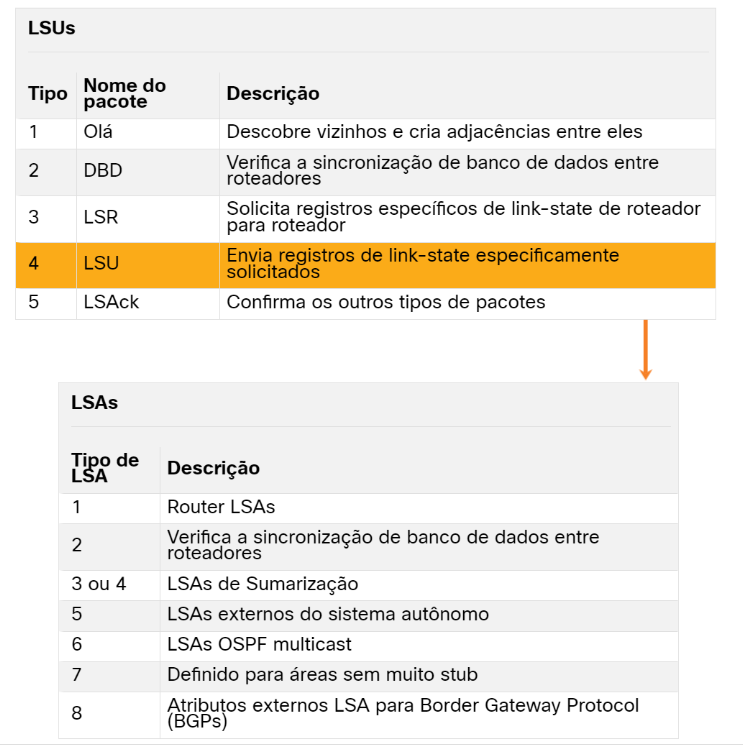 LSUs
Tipo Nome do pacote Descrição
1 Olá Descobre vizinhos e cria adjacências entre eles
2 DBD Verifica a sincronização de banco de dados entre
roteadores
3 LSR Solicita registros específicos de link-state de roteador
para roteador
4 LSU Envia registros de link-state especificamente
solicitados
5 LSAck Confirma os outros tipos de pacotes
LSAs
Tipo de LSA Descrição
1 Router LSAs
2 Verifica a sincronização de banco de dados entre
roteadores
3 ou 4 LSAs de Sumarização
5 LSAs externos do sistema autônomo
6 LSAs OSPF multicast
7 Definido para áreas sem muito stub
8 Atributos externos LSA para Border Gateway Protocol
(BGPs)